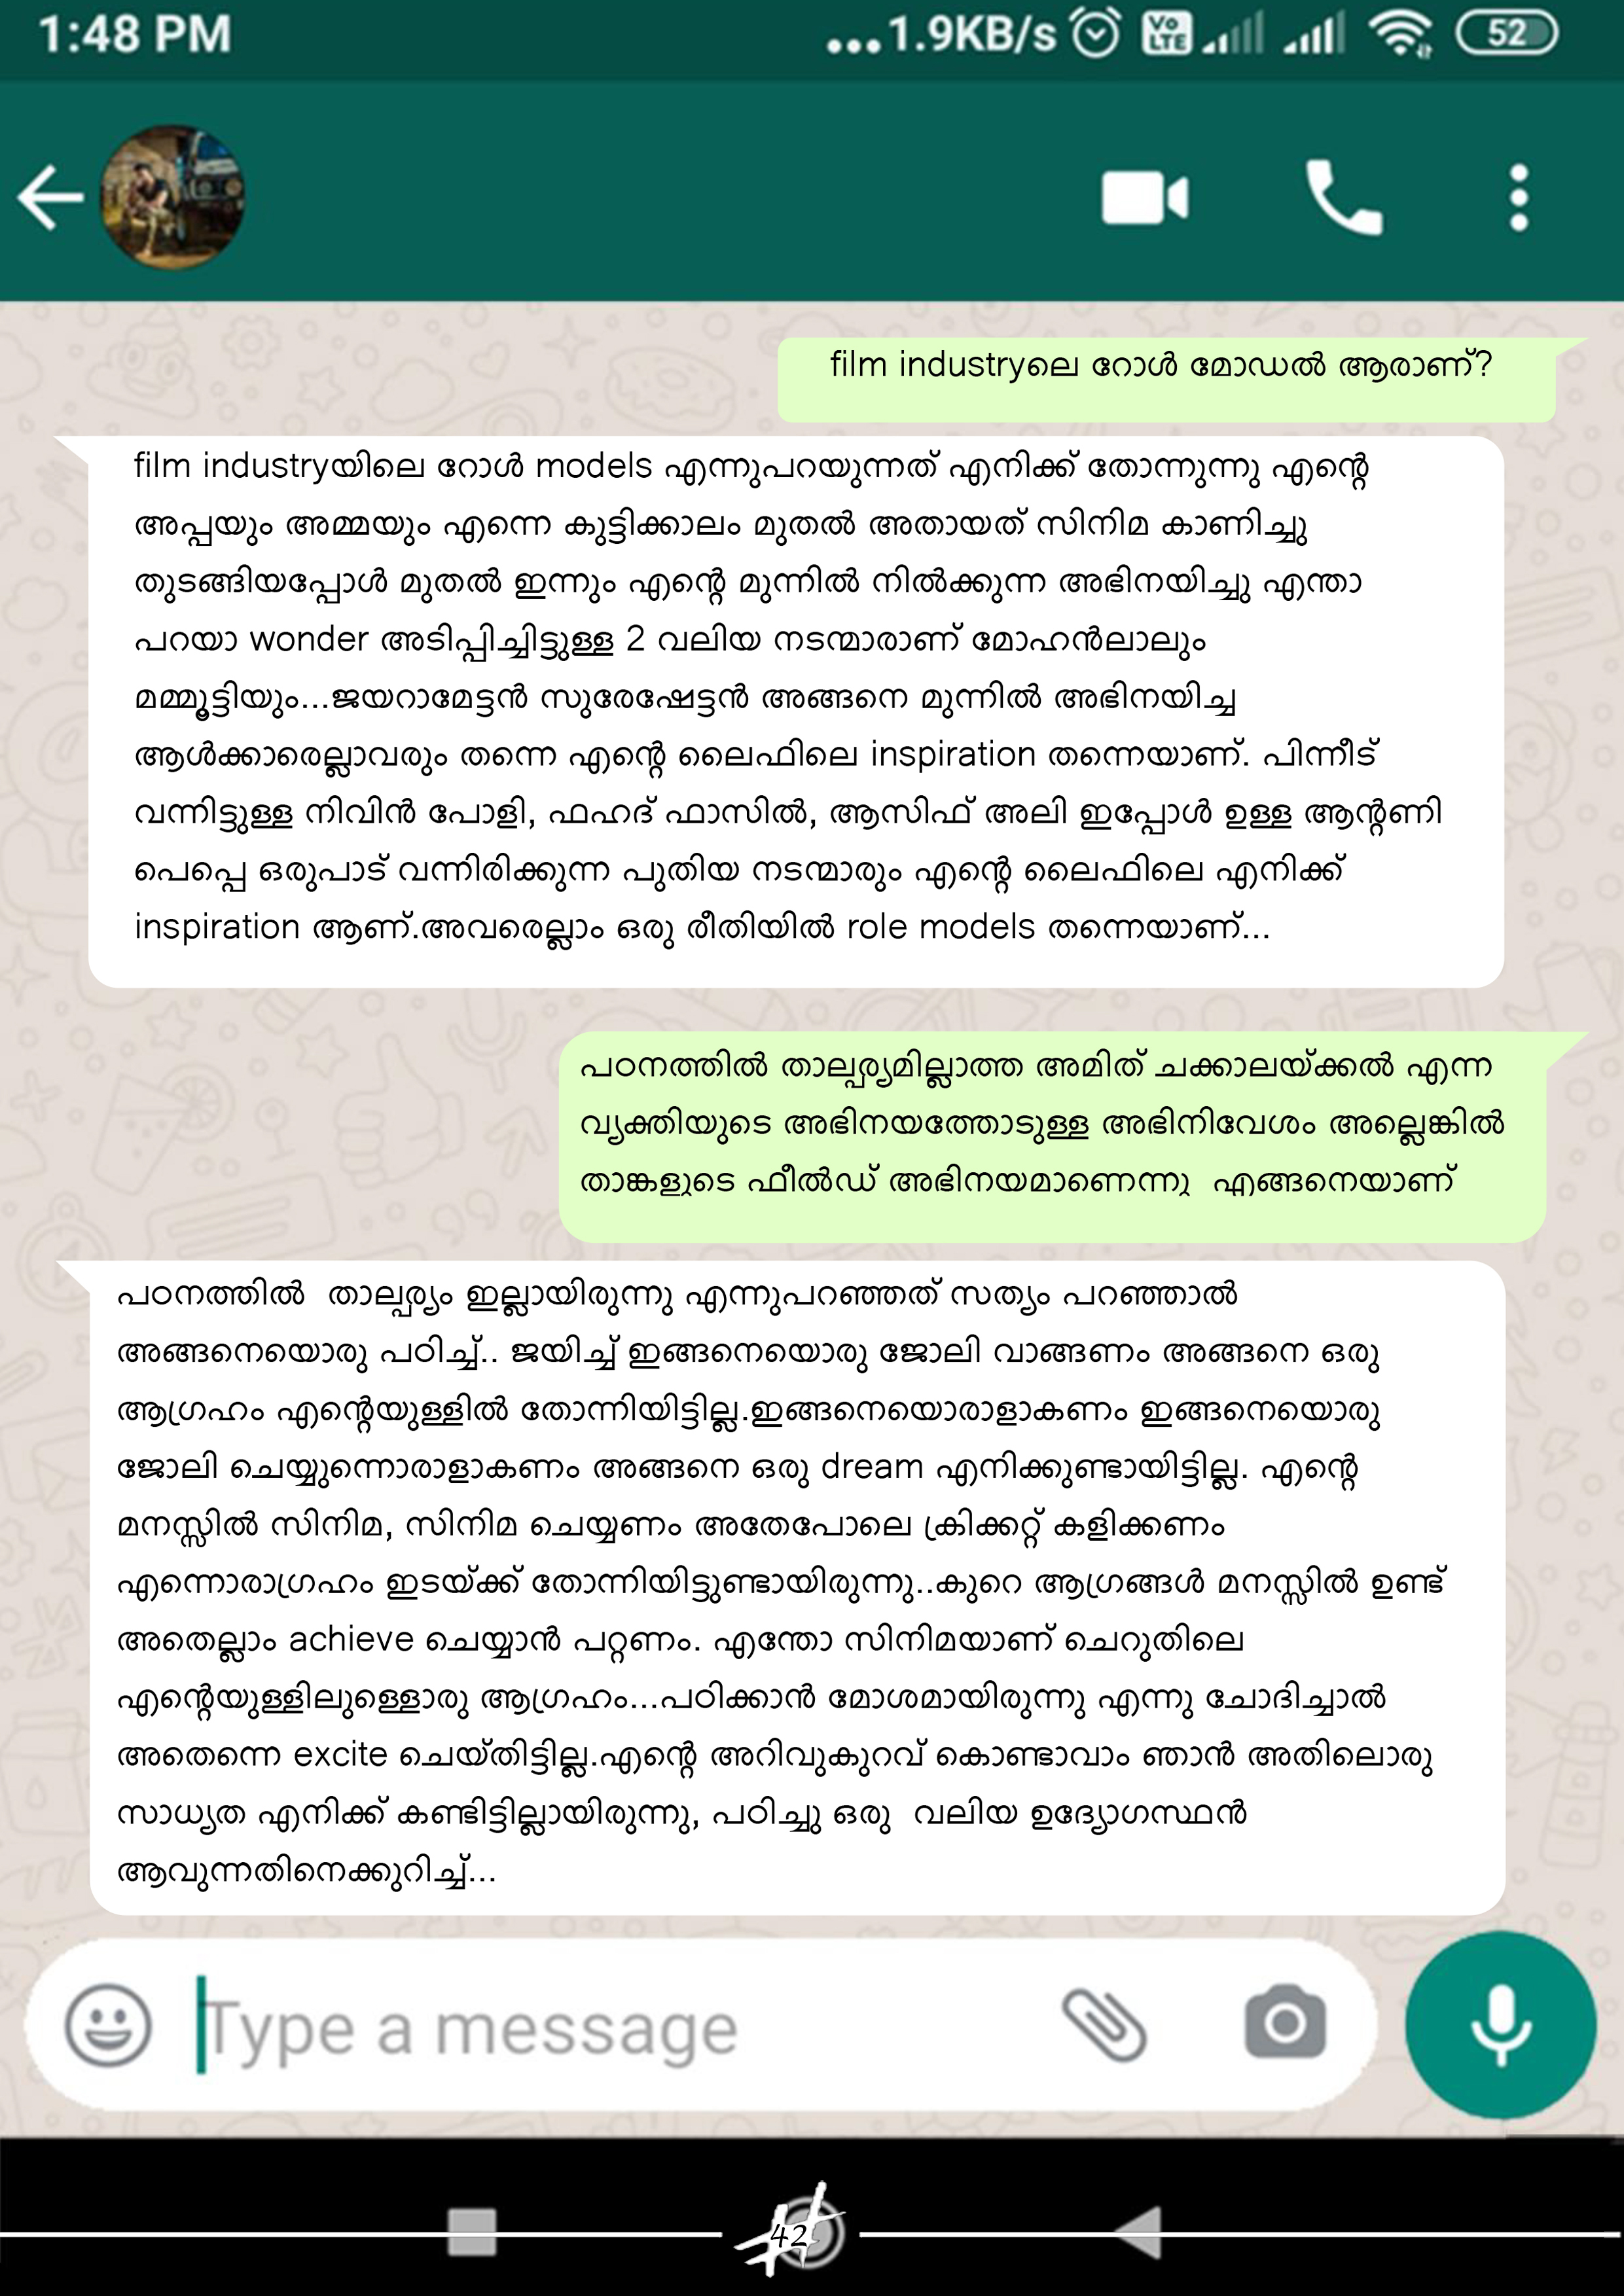 1:48 PM
...1.9KB/s Vo LTE 52
film industryലെ റോൾ മോഡൽ ആരാണ്?
film industryയിലെ റോൾ models എന്നുപറയുന്നത് എനിക്ക് തോന്നുന്നു എന്റെ
അപ്പയും അമ്മയും എന്നെ കുട്ടിക്കാലം മുതൽ അതായത് സിനിമ കാണിച്ചു
തുടങ്ങിയപ്പോൾ മുതൽ ഇന്നും എന്റെ മുന്നിൽ നിൽക്കുന്ന അഭിനയിച്ചു എന്താ
പറയാ wonder അടിപ്പിച്ചിട്ടുള്ള 2 വലിയ നടന്മാരാണ് മോഹൻലാലും
മമ്മൂട്ടിയും...ജയറാമേട്ടൻ സുരേഷേട്ടൻ അങ്ങനെ മുന്നിൽ അഭിനയിച്ച
ആൾക്കാരെല്ലാവരും തന്നെ എന്റെ ലൈഫിലെ inspiration തന്നെയാണ്. പിന്നീട്
വന്നിട്ടുള്ള നിവിൻ പോളി, ഫഹദ് ഫാസിൽ, ആസിഫ് അലി ഇപ്പോൾ ഉള്ള ആന്റണി
പെപ്പെ ഒരുപാട് വന്നിരിക്കുന്ന പുതിയ നടന്മാരും എന്റെ ലൈഫിലെ എനിക്ക്
inspiration ആണ്.അവരെല്ലാം ഒരു രീതിയിൽ role models തന്നെയാണ്...
പഠനത്തിൽ താല്പര്യമില്ലാത്ത അമിത് ചക്കാലയ്ക്കൽ എന്ന
വ്യക്തിയുടെ അഭിനയത്തോടുള്ള അഭിനിവേശം അല്ലെങ്കിൽ
താങ്കളുടെ ഫീൽഡ് അഭിനയമാണെന്നു എങ്ങനെയാണ്
പഠനത്തിൽ താല്പര്യം ഇല്ലായിരുന്നു എന്നുപറഞ്ഞത് സത്യം പറഞ്ഞാൽ
അങ്ങനെയൊരു പഠിച്ച്.. ജയിച്ച് ഇങ്ങനെയൊരു ജോലി വാങ്ങണം അങ്ങനെ ഒരു
ആഗ്രഹം എന്റെയുള്ളിൽ തോന്നിയിട്ടില്ല.ഇങ്ങനെയൊരാളാകണം ഇങ്ങനെയൊരു
ജോലി ചെയ്യുന്നൊരാളാകണം അങ്ങനെ ഒരു dream എനിക്കുണ്ടായിട്ടില്ല. എന്റെ
മനസ്സിൽ സിനിമ, സിനിമ ചെയ്യണം അതേപോലെ ക്രിക്കറ്റ് കളിക്കണം
എന്നൊരാഗ്രഹം ഇടയ്ക്ക് തോന്നിയിട്ടുണ്ടായിരുന്നു..കുറെ ആഗ്രങ്ങൾ മനസ്സിൽ ഉണ്ട്
അതെല്ലാം achieve ചെയ്യാൻ പറ്റണം. എന്തോ സിനിമയാണ് ചെറുതിലെ
എന്റെയുള്ളിലുള്ളൊരു ആഗ്രഹം...പഠിക്കാൻ മോശമായിരുന്നു എന്നു ചോദിച്ചാൽ
അതെന്നെ excite ചെയ്തിട്ടില്ല.എന്റെ അറിവുകുറവ് കൊണ്ടാവാം ഞാൻ അതിലൊരു
സാധ്യത എനിക്ക് കണ്ടിട്ടില്ലായിരുന്നു, പഠിച്ചു ഒരു വലിയ ഉദ്യോഗസ്ഥൻ
ആവുന്നതിനെക്കുറിച്ച്...
Type a message
42